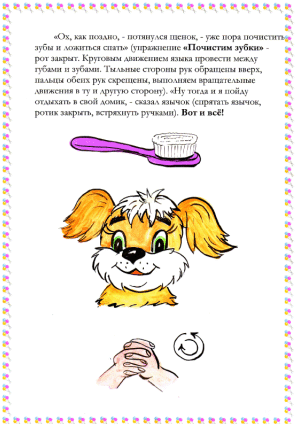 «Ох, как поздно, - потянулся щенок, - уже пора почистить
зубы и ложиться спать» (упражнение «Почистим зубки» -
рот закрыт. Круговым движением языка провести между
губами и зубами. Тыльные стороны рук обращены вверх,
пальцы обеих рук скрещены, выполняем вращательные
движения в ту и другую сторону). «Ну тогда и я пойду
отдыхать в свой домик, - сказал язычок (спрятать язычок,
ротик закрыть, встряхнуть ручками). Вот и всё!